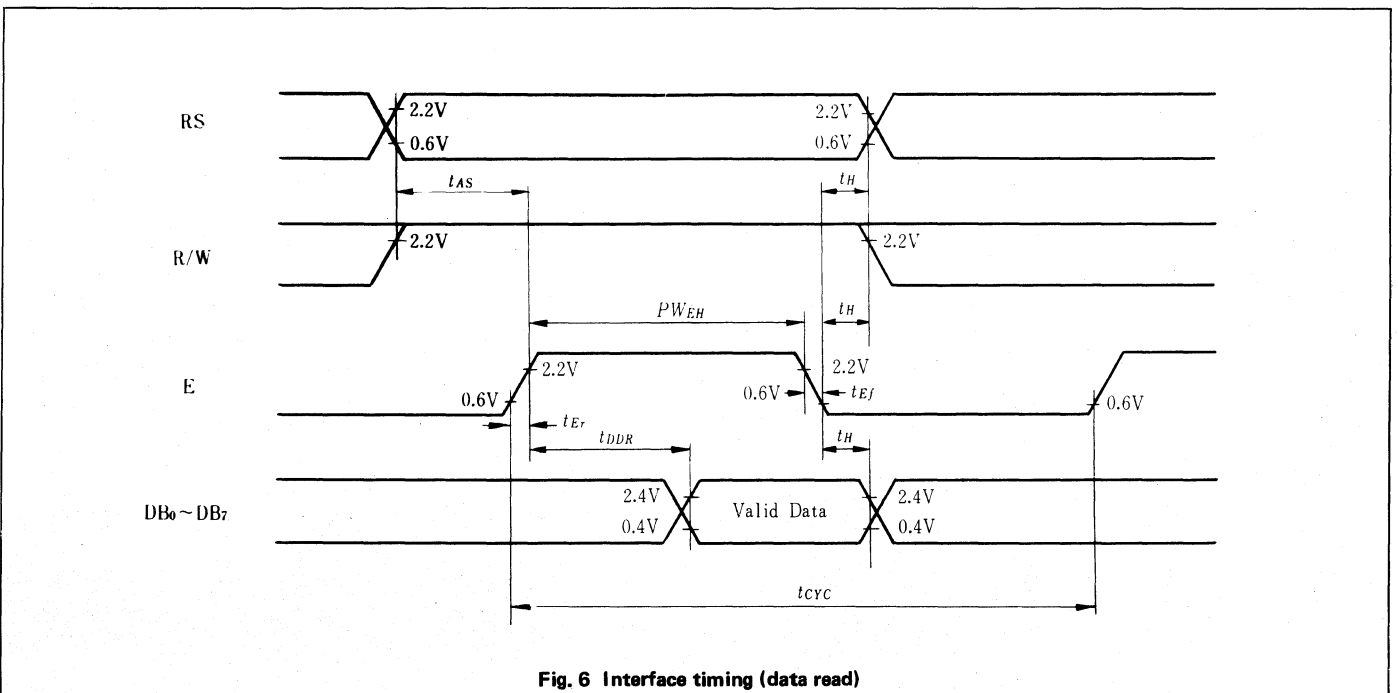 RS
2.2V
0.6V
2.2V
0.6V
tAS
tH
R/W
2.2V
2.2V
PWEH
tH
E
2.2V
0.6V
2.2V
0.6V
tEf
0.6V
tEr
tDDR
tH
DB0~DB7
2.4V
0.4V
Valid Data
2.4V
0.4V
tCYC
Fig. 6 Interface timing (data read)